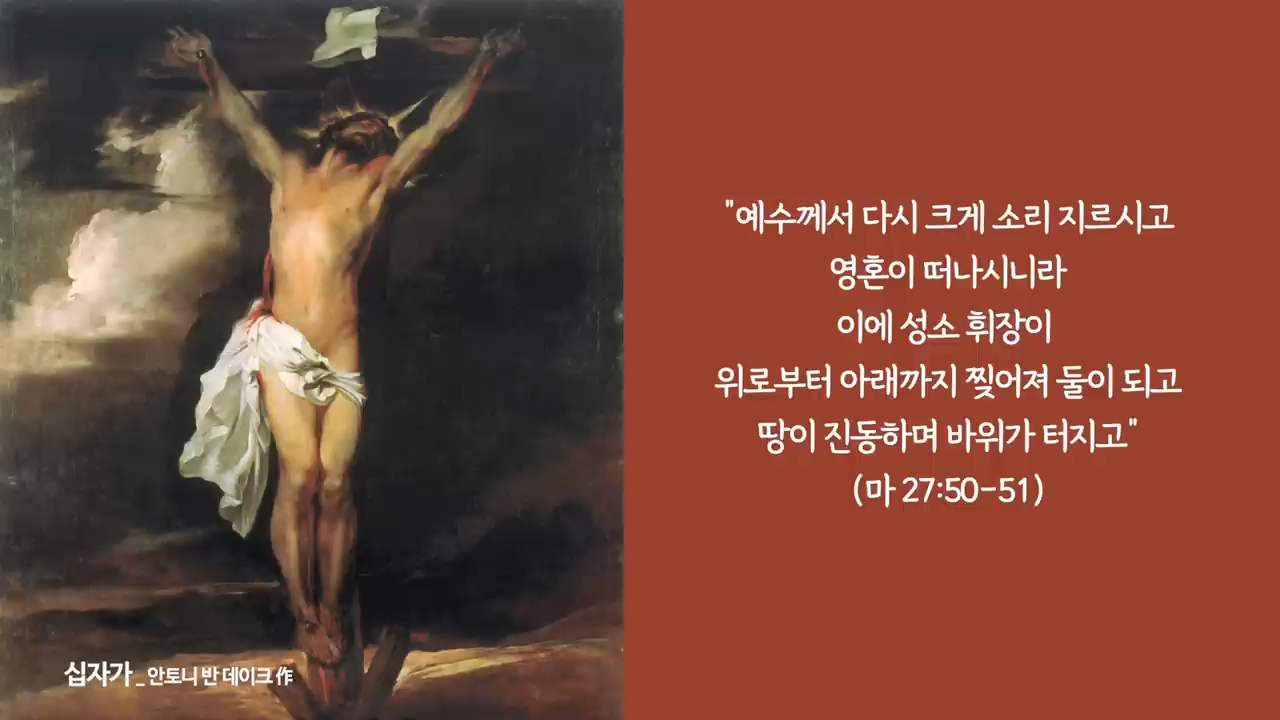 "예수께서 다시 크게 소리 지르시고
영혼이 떠나시니라
이에 성소 휘장이
위로부터 아래까지 찢어져 둘이 되고
땅이 진동하며 바위가 터지고"
(마 27:50-51)
십자가 _ 안토니 반 데이크 作